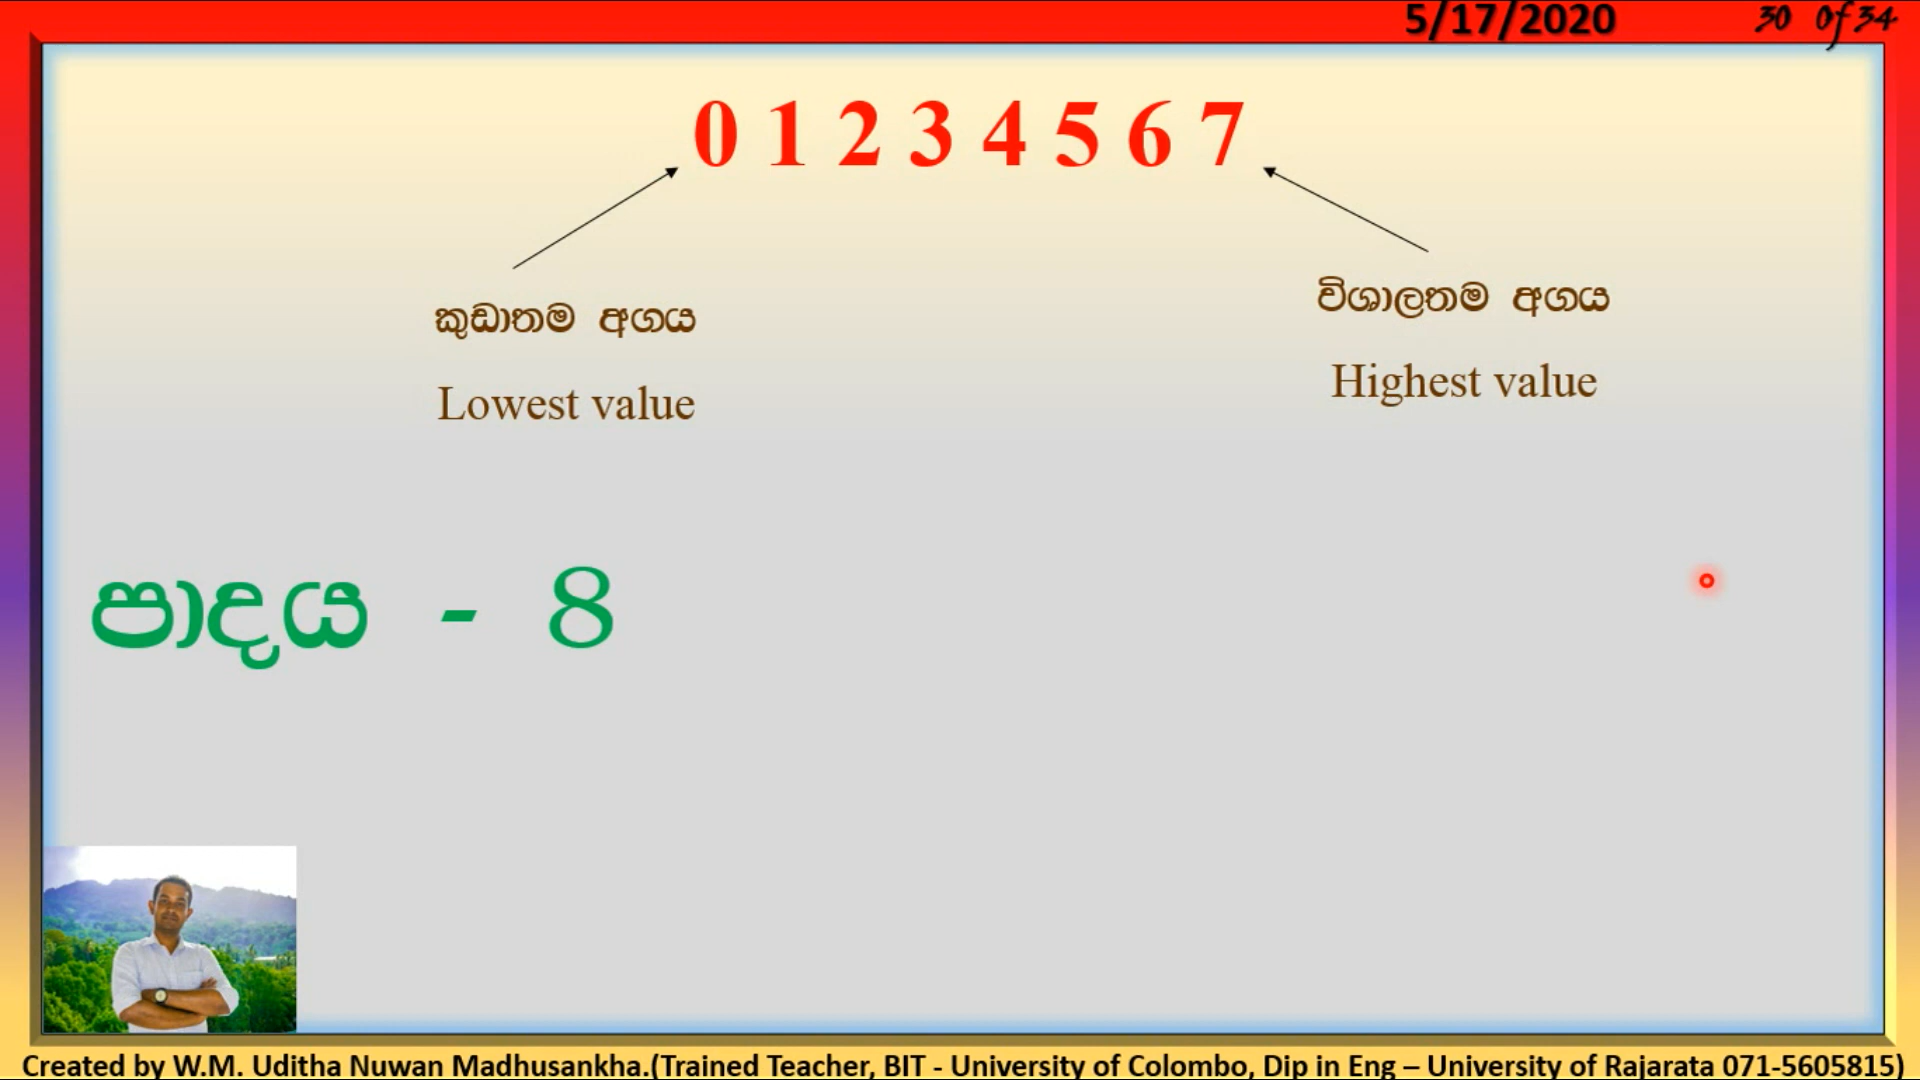 5/17/2020 30 of 34
0 1 2 3 4 5 6 7
කුඩාතම අගය
Lowest value
විශාලතම අගය
Highest value
පාදය - 8
Created by W.M. Uditha Nuwan Madhusankha.(Trained Teacher, BIT - University of Colombo, Dip in Eng – University of Rajarata 071-5605815)